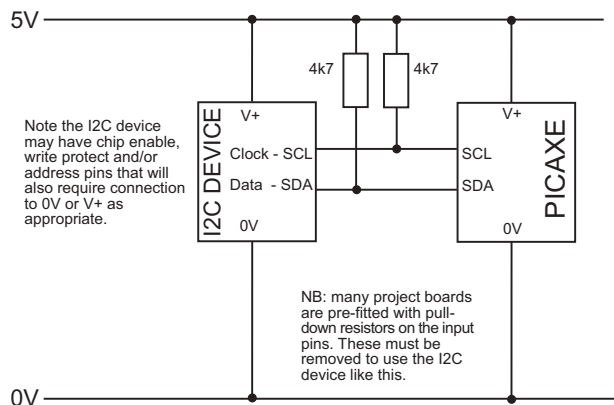 5V
4k7
4k7
V+
V+
Note the I2C device
may have chip enable,
write protect and/or
address pins that will
also require connection
to 0V or V+ as
appropriate.
I2C DEVICE
Clock - SCL
Data - SDA
0V
SCL
SDA
0V
PICAXE
NB: many project boards
are pre-fitted with pull-
down resistors on the input
pins. These must be
removed to use the I2C
device like this.
0V